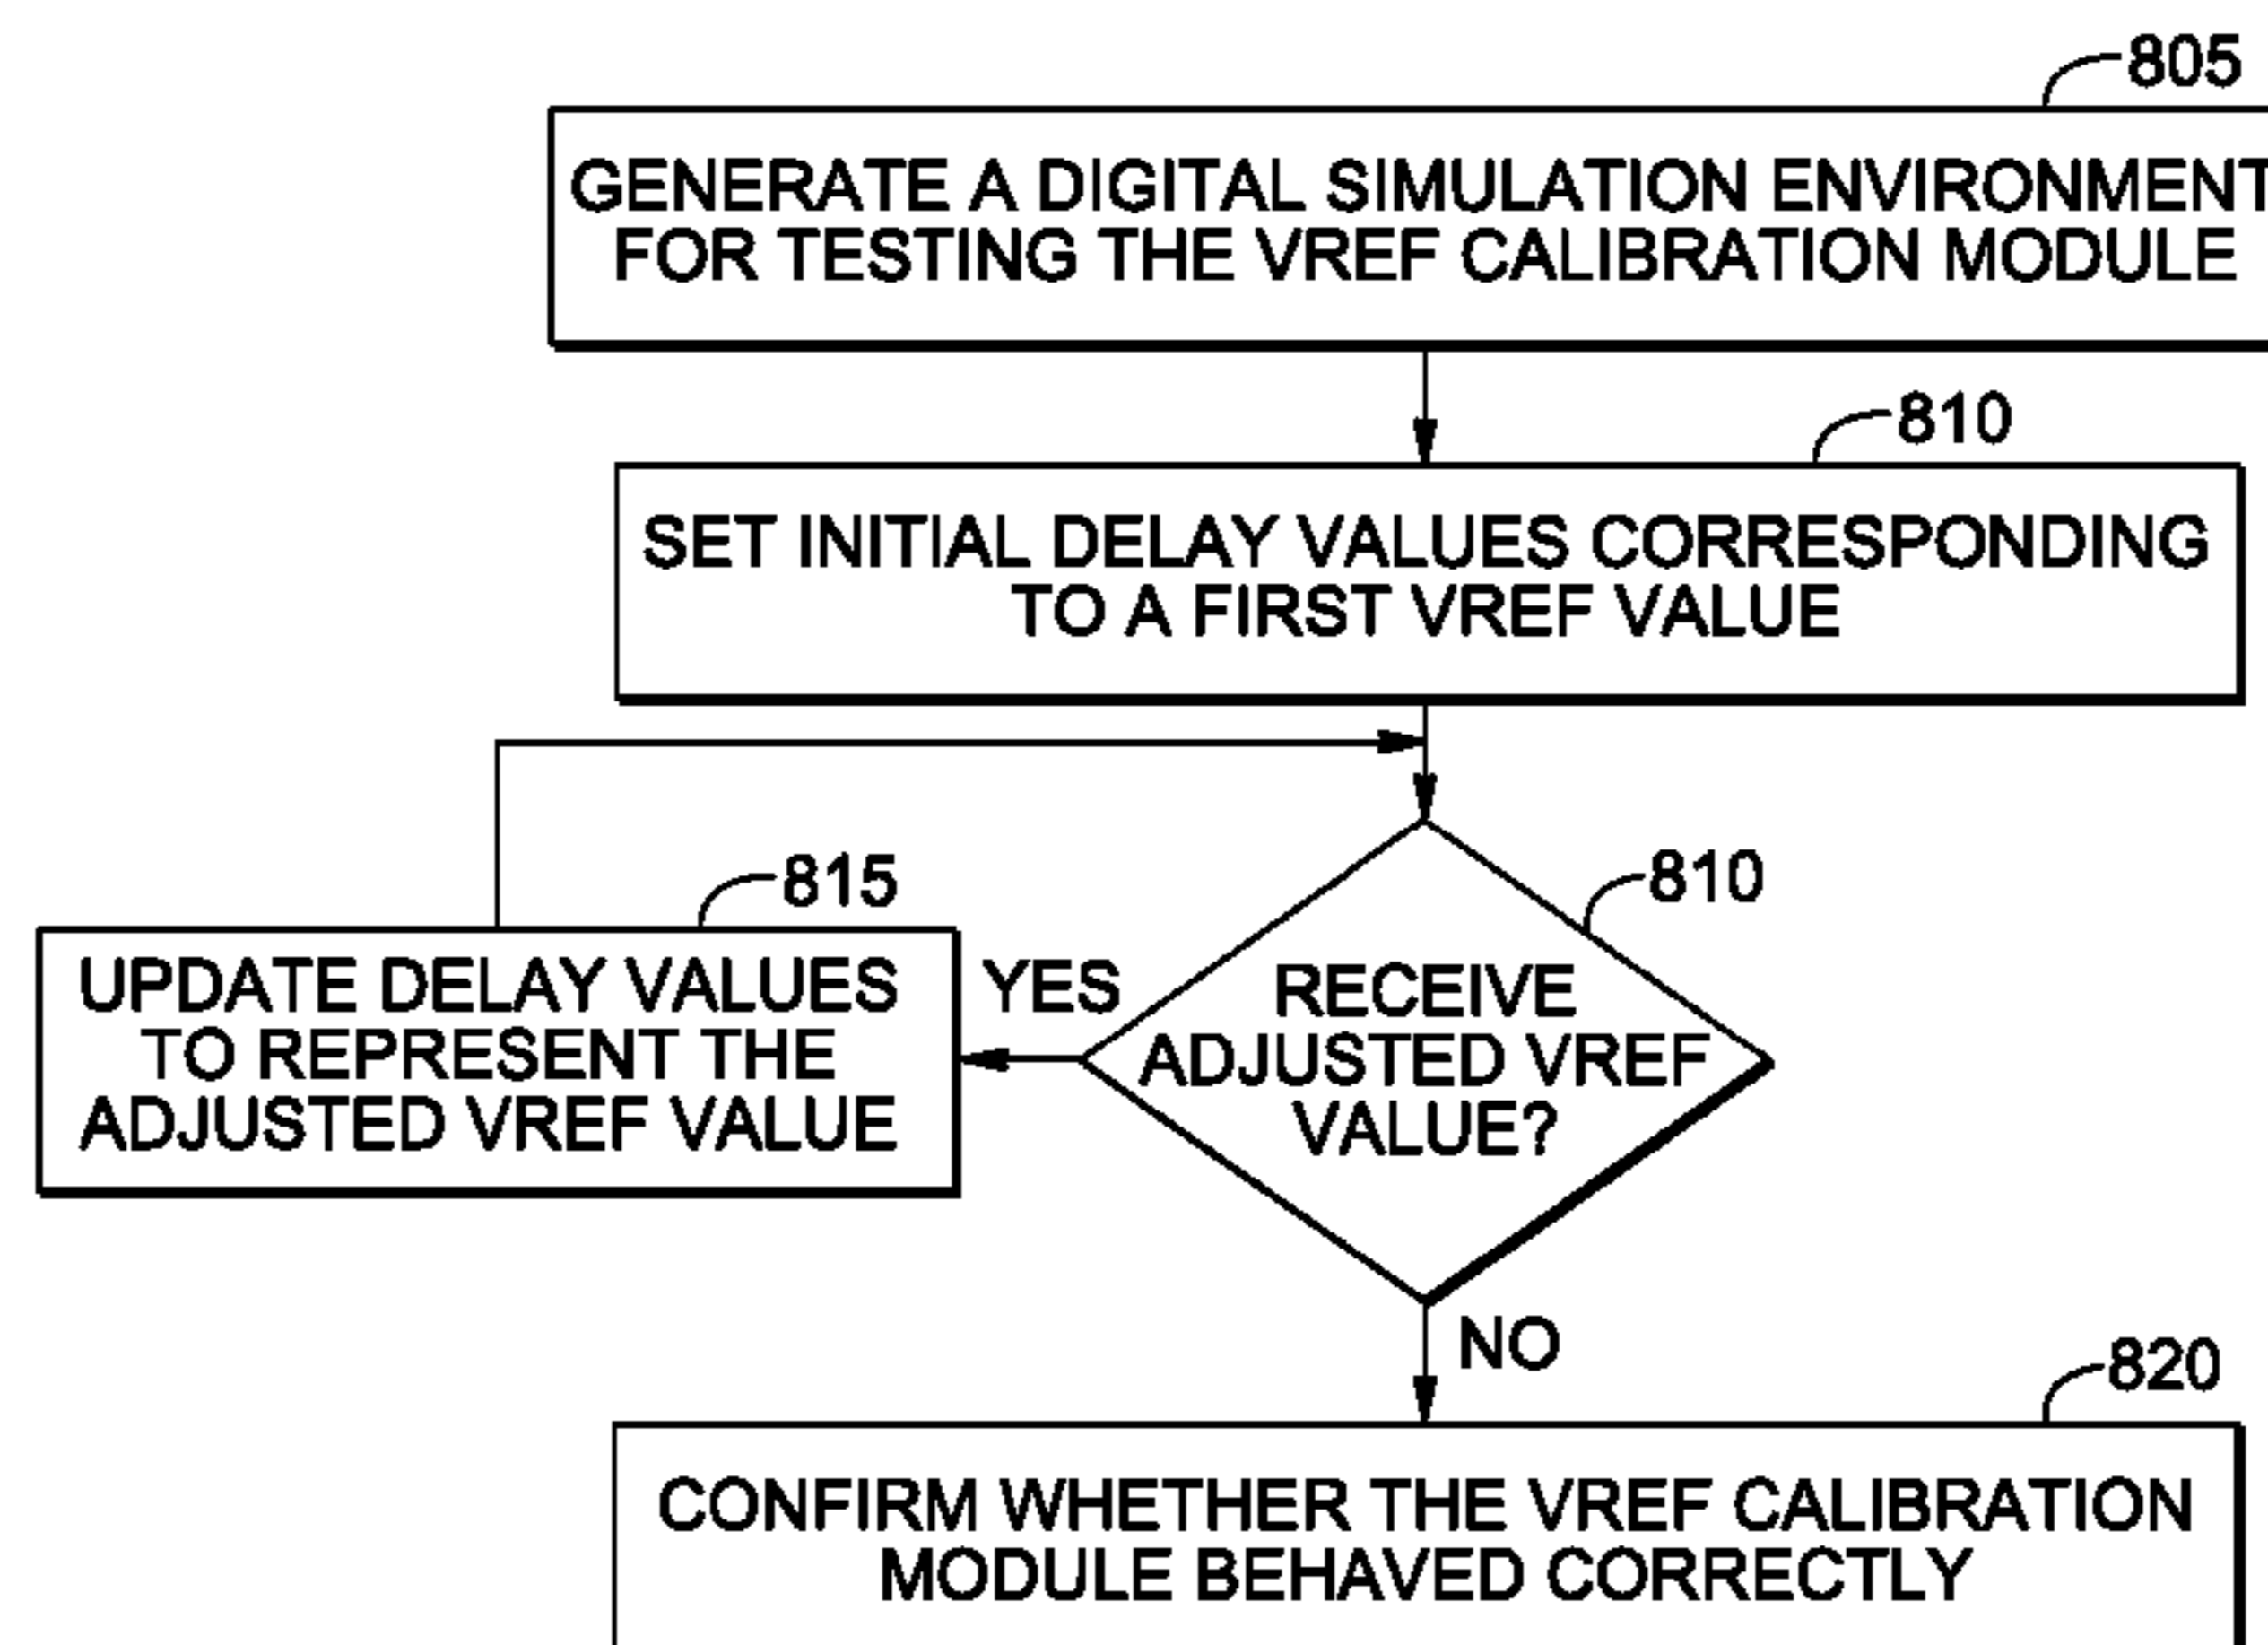 805
GENERATE A DIGITAL SIMULATION ENVIRONMENT
FOR TESTING THE VREF CALIBRATION MODULE
810
SET INITIAL DELAY VALUES CORRESPONDING
TO A FIRST VREF VALUE
815
UPDATE DELAY VALUES
TO REPRESENT THE
ADJUSTED VREF VALUE
YES
810
RECEIVE
ADJUSTED VREF
VALUE?
NO
820
CONFIRM WHETHER THE VREF CALIBRATION
MODULE BEHAVED CORRECTLY